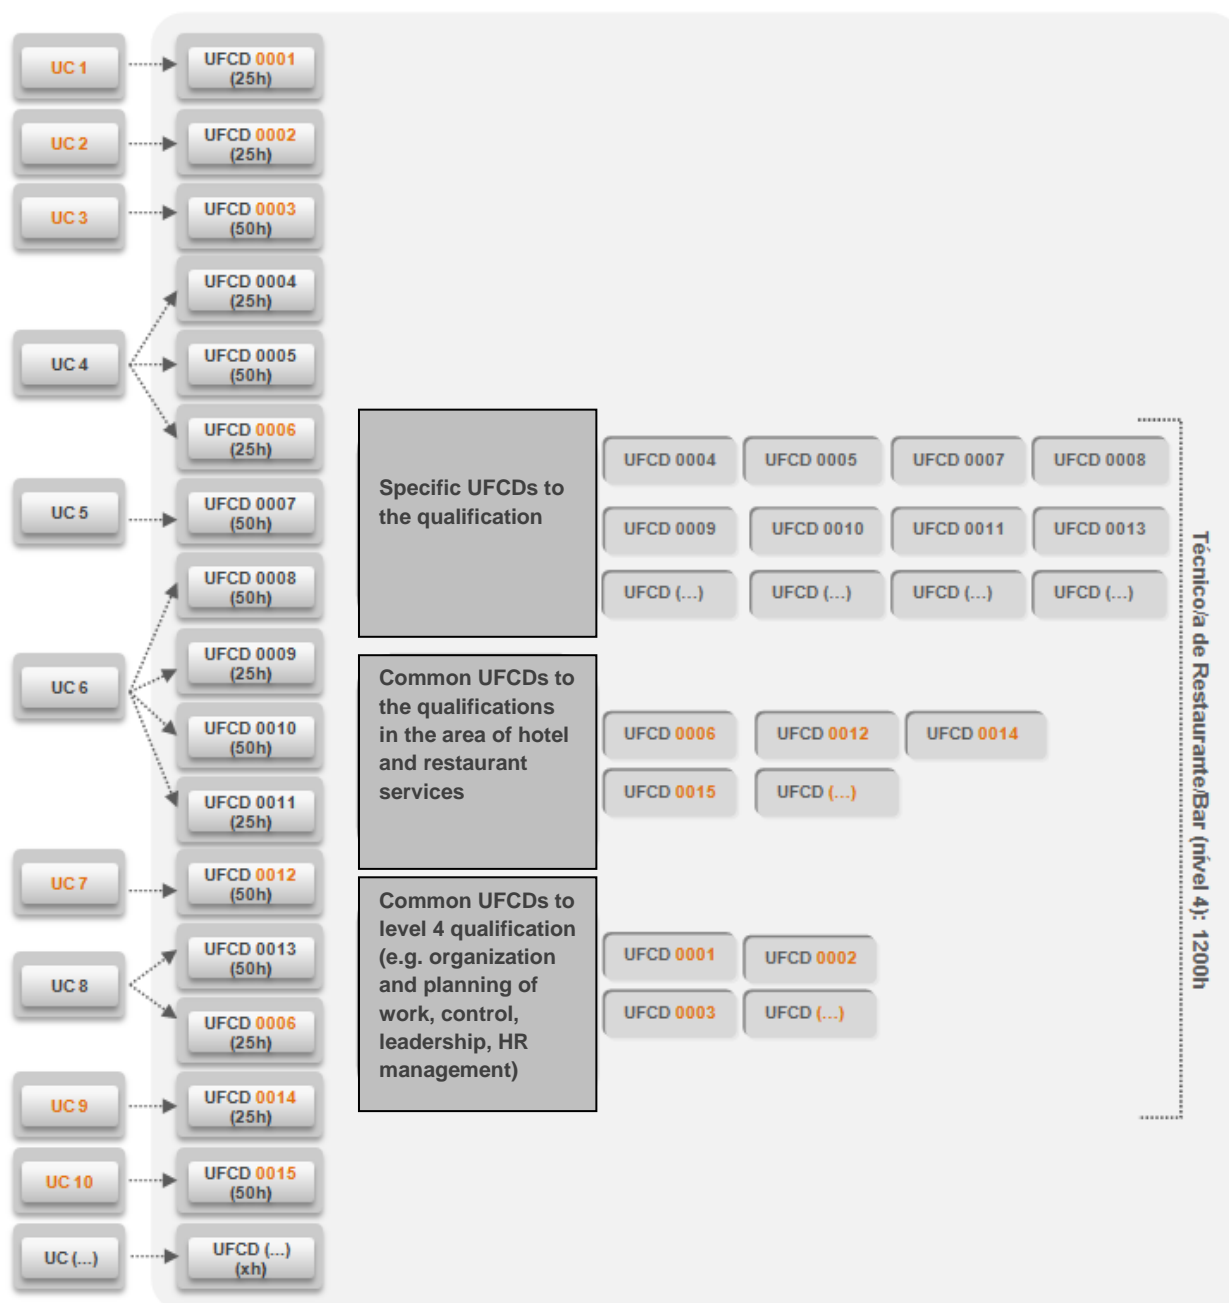 UC 1
UFCD 0001
(25h)
UC 2
UFCD 0002
(25h)
UC 3
UFCD 0003
(50h)
UC 4
UFCD 0004
(25h)
UFCD 0005
(50h)
UFCD 0006
(25h)
UC 5
UFCD 0007
(50h)
UC 6
UFCD 0008
(50h)
UFCD 0009
(25h)
UFCD 0010
(50h)
UFCD 0011
(25h)
UC 7
UFCD 0012
(50h)
UC 8
UFCD 0013
(50h)
UFCD 0006
(25h)
UC 9
UFCD 0014
(25h)
UC 10
UFCD 0015
(50h)
UC (...)
UFCD (...)
(xh)
Specific UFCDs to
the qualification
UFCD 0004 UFCD 0005 UFCD 0007 UFCD 0008
UFCD 0009 UFCD 0010 UFCD 0011 UFCD 0013
UFCD (...) UFCD (...) UFCD (...) UFCD (...)
Common UFCDs to
the qualifications
in the area of hotel
and restaurant
services
UFCD 0006 UFCD 0012 UFCD 0014
UFCD 0015 UFCD (...)
Common UFCDs to
level 4 qualification
(e.g. organization
and planning of
work, control,
leadership, HR
management)
UFCD 0001 UFCD 0002
UFCD 0003 UFCD (...)
Técnico/a de Restaurante/Bar (nível 4): 1200h